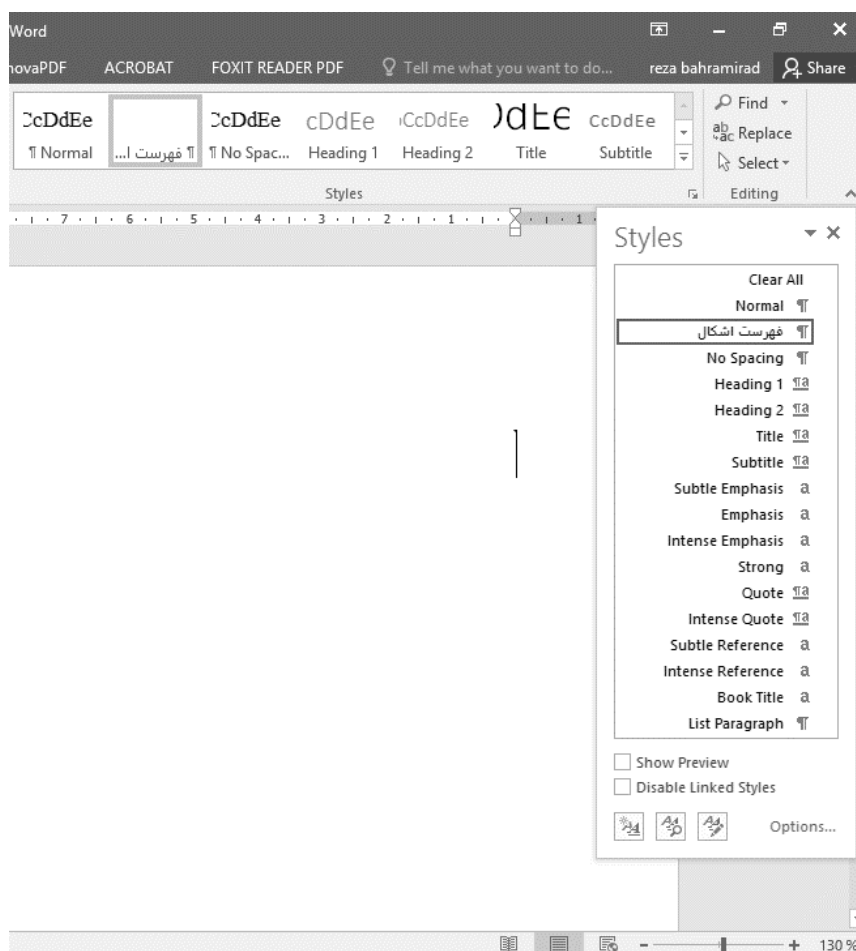 Word
novaPDF ACROBAT FOXIT READER PDF Tell me what you want to do... reza bahramirad Share
CcDdEe CcDdEe cDdEe CcDdEe DdEe CcDdEe
¶ Normal ¶ فهرست ا... ¶ No Spac... Heading 1 Heading 2 Title Subtitle
Find
Replace
Select
Styles Editing
7 6 5 4 3 2 1 1
Styles
Clear All
Normal ¶
فهرست اشکال ¶
No Spacing ¶
Heading 1 ¶a
Heading 2 ¶a
Title ¶a
Subtitle ¶a
Subtle Emphasis a
Emphasis a
Intense Emphasis a
Strong a
Quote ¶a
Intense Quote ¶a
Subtle Reference a
Intense Reference a
Book Title a
List Paragraph ¶
Show Preview
Disable Linked Styles
Options...
130 %